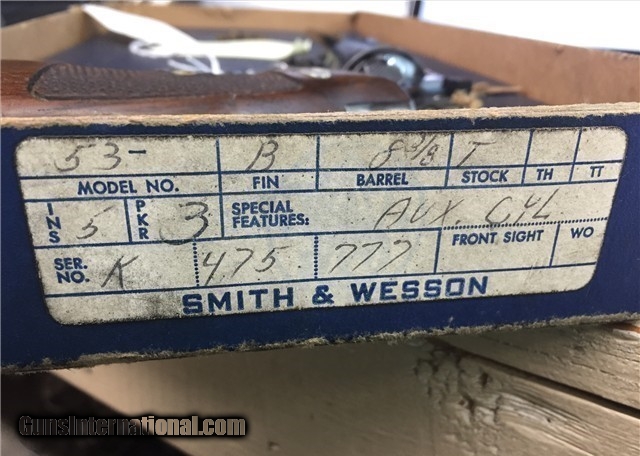 53- B 8 3/8 T
MODEL NO. FIN BARREL STOCK TH TT
INS 5 PKR 3 SPECIAL FEATURES: AUX. CYL
FRONT SIGHT WO
SER. NO. K 475 777
SMITH & WESSON
GunsInternational.com